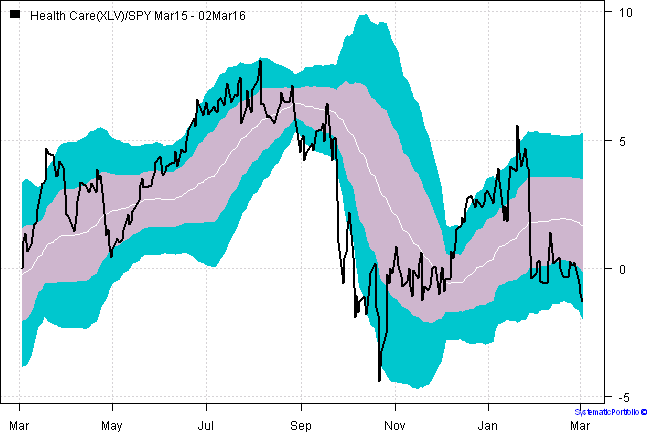 Health Care(XLV)/SPY Mar15 - 02Mar16
10
5
0
-5
Mar May Jul Sep Nov Jan Mar
SystematicPortfolio ©